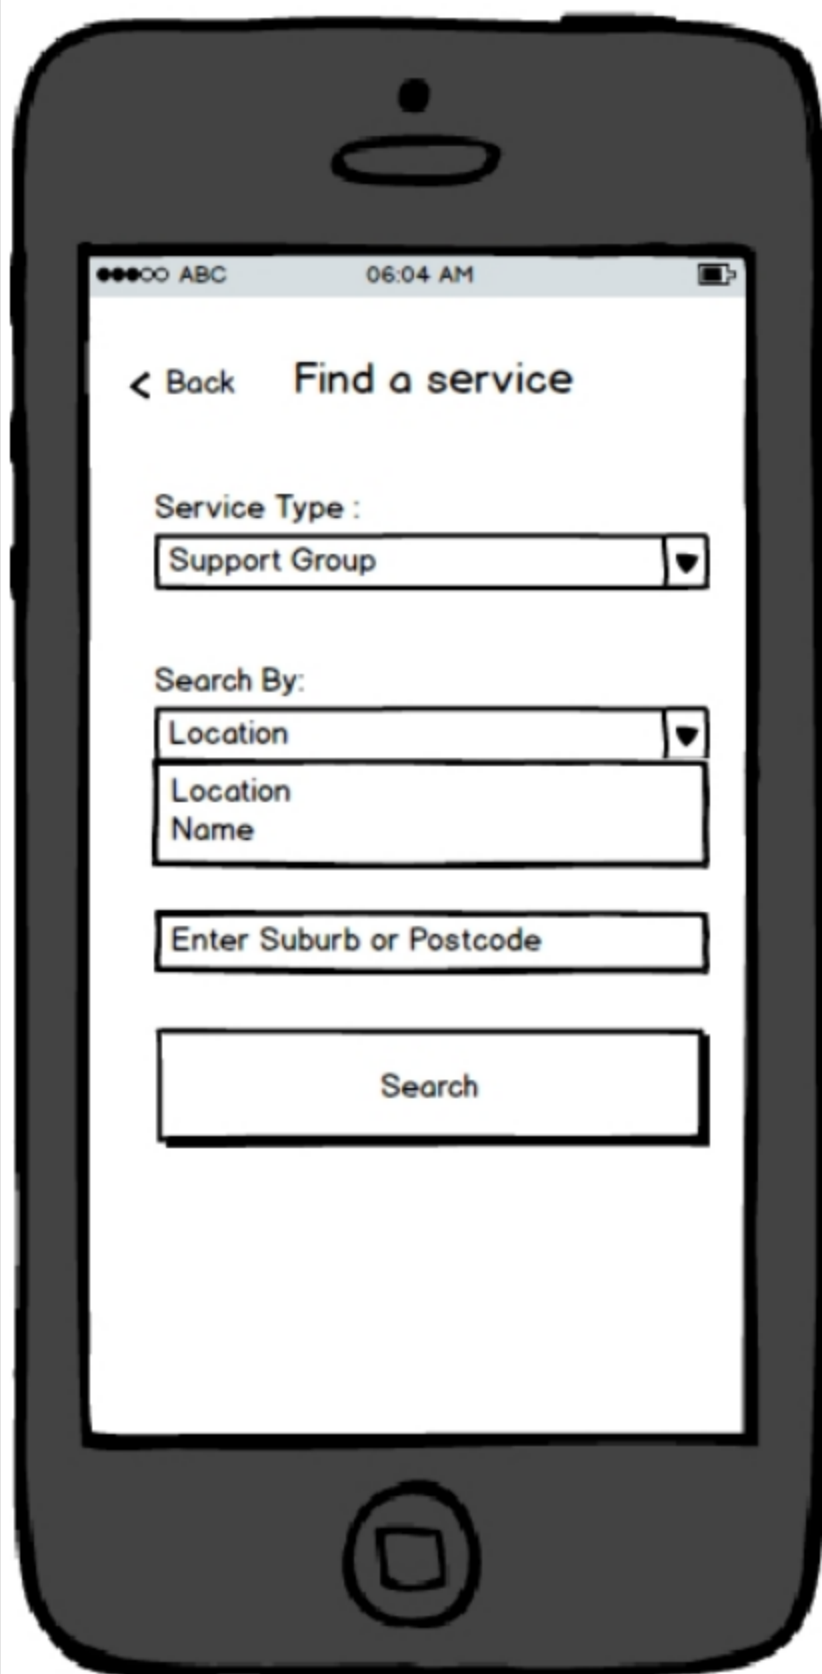 ABC 06:04 AM
< Back Find a service
Service Type :
Support Group
Search By:
Location
Location
Name
Enter Suburb or Postcode
Search